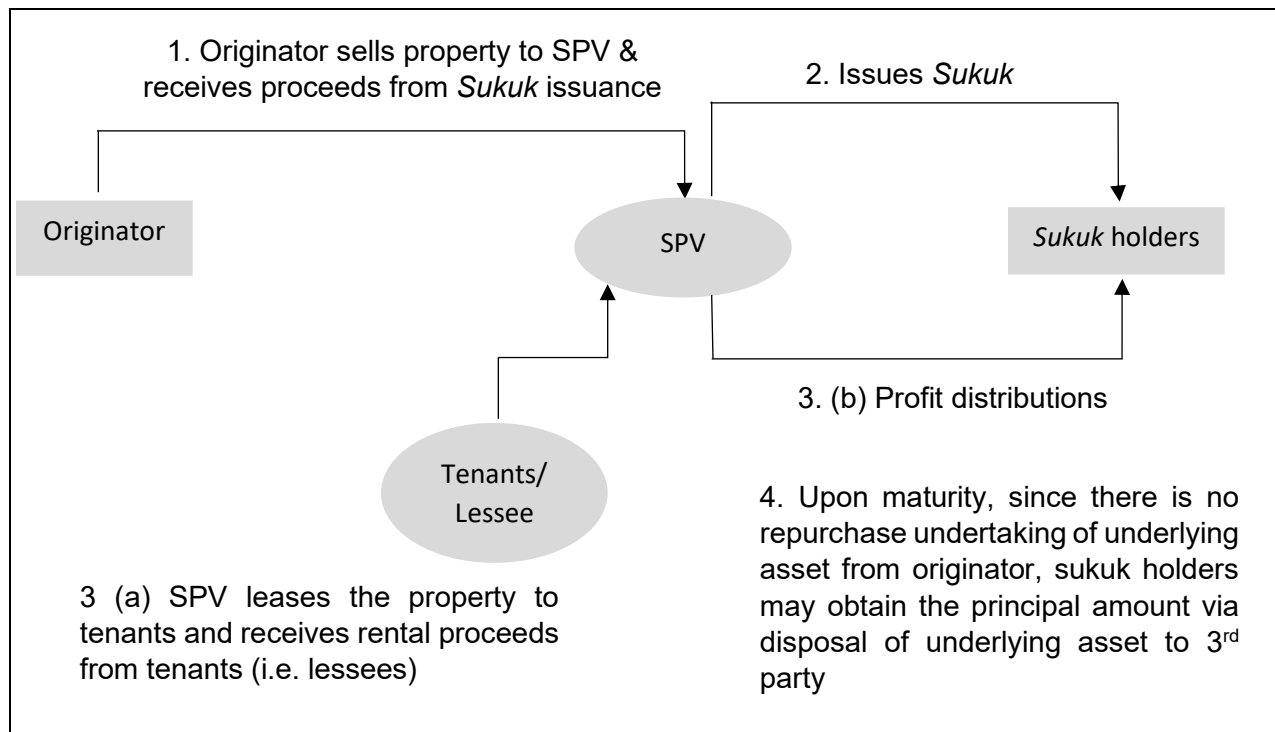 1. Originator sells property to SPV &
receives proceeds from Sukuk issuance
2. Issues Sukuk
Originator
SPV
Sukuk holders
3. (b) Profit distributions
Tenants/
Lessee
3 (a) SPV leases the property to
tenants and receives rental proceeds
from tenants (i.e. lessees)
4. Upon maturity, since there is no
repurchase undertaking of underlying
asset from originator, sukuk holders
may obtain the principal amount via
disposal of underlying asset to 3rd
party